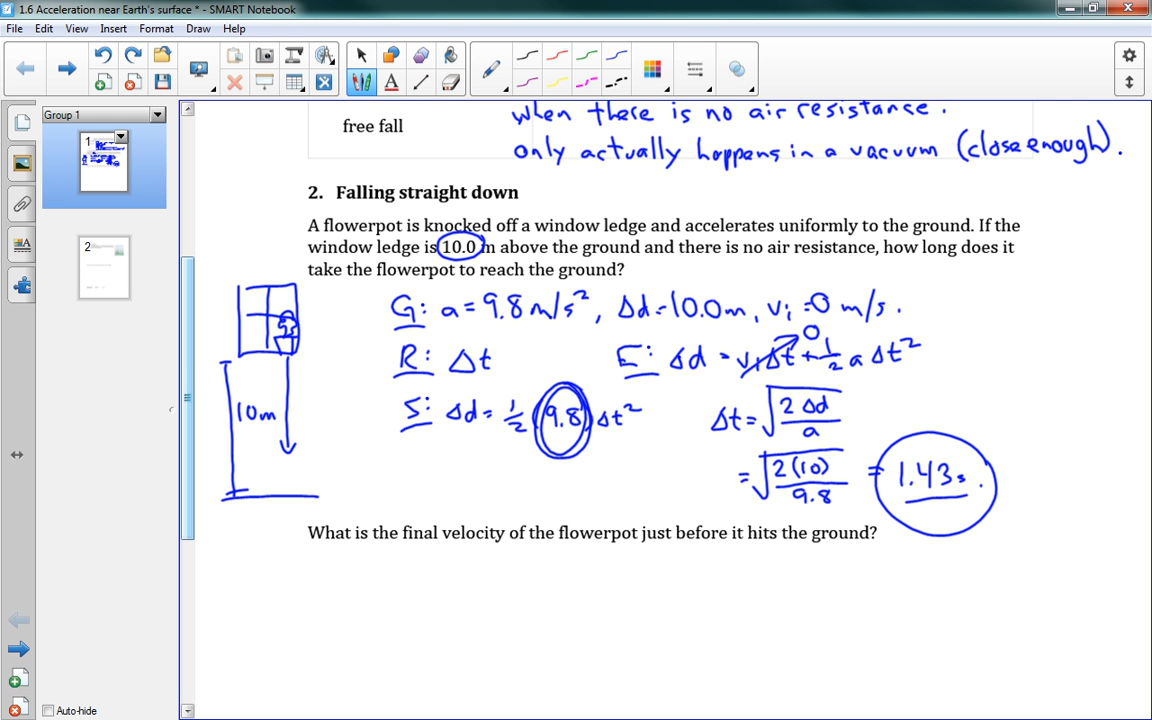 1.6 Acceleration near Earth's surface * - SMART Notebook
File Edit View Insert Format Draw Help
Group 1
1
2
when there is no air resistance.
free fall
only actually happens in a vacuum (close enough).
2. Falling straight down
A flowerpot is knocked off a window ledge and accelerates uniformly to the ground. If the
window ledge is 10.0 m above the ground and there is no air resistance, how long does it
take the flowerpot to reach the ground?
G: a = 9.8 m/s², Δd = 10.0m, vi = 0 m/s.
0
R: Δt E: Δd = viΔt + 1/2 a Δt²
10m
S: Δd = 1/2 (9.8) Δt² Δt = √(2 Δd / a)
= √(2(10) / 9.8) = 1.43 s.
What is the final velocity of the flowerpot just before it hits the ground?
Auto-hide